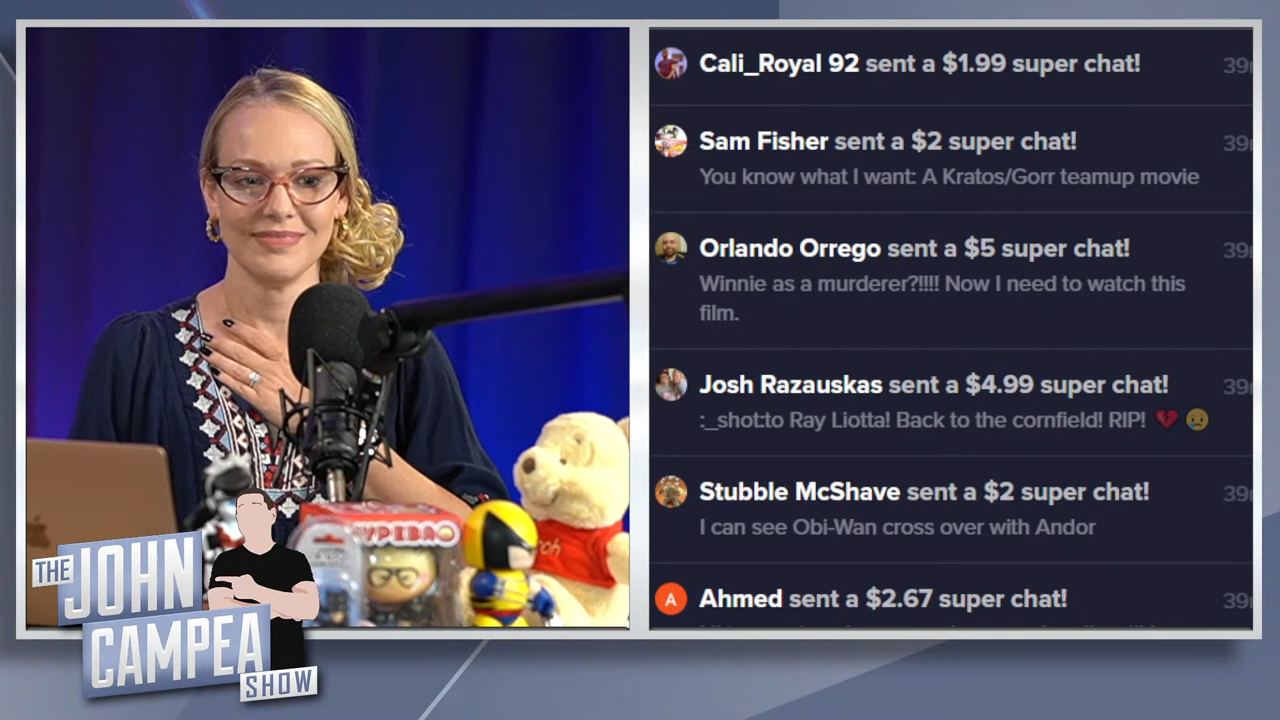 Cali_Royal 92 sent a $1.99 super chat!
39
Sam Fisher sent a $2 super chat!
39
You know what I want: A Kratos/Gorr teamup movie
Orlando Orrego sent a $5 super chat!
39
Winnie as a murderer?!!!! Now I need to watch this
film.
Josh Razauskas sent a $4.99 super chat!
39
:_shot:to Ray Liotta! Back to the cornfield! RIP! 💔 😢
Stubble McShave sent a $2 super chat!
39
I can see Obi-Wan cross over with Andor
A
Ahmed sent a $2.67 super chat!
39
HYPEBRO
oh
THE
JOHN
CAMPEA
SHOW